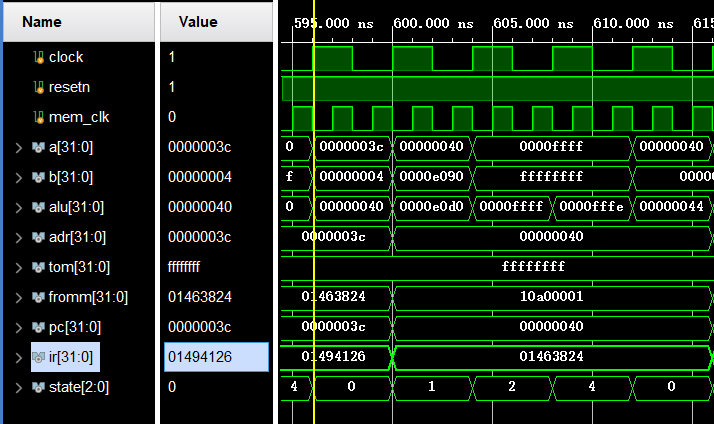 Name Value 595.000 ns 600.000 ns 605.000 ns 610.000 ns 615
clock 1
resetn 1
mem_clk 0
a[31:0] 0000003c 0 0000003c 00000040 0000ffff 00000040
b[31:0] 00000004 f 00000004 0000e090 ffffffff 0000
alu[31:0] 00000040 0 00000040 0000e0d0 0000ffff 0000fffe 00000044
adr[31:0] 0000003c 0000003c 00000040
tom[31:0] ffffffff ffffffff
fromm[31:0] 01463824 01463824 10a00001
pc[31:0] 0000003c 0000003c 00000040
ir[31:0] 01494126 01494126 01463824
state[2:0] 0 4 0 1 2 4 0